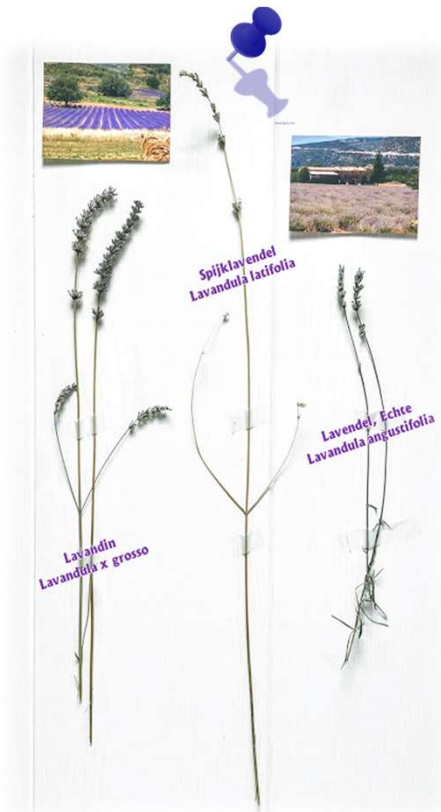 Spijklavendel
Lavandula latifolia
Lavendel, Echte
Lavandula angustifolia
Lavandin
Lavandula x grosso